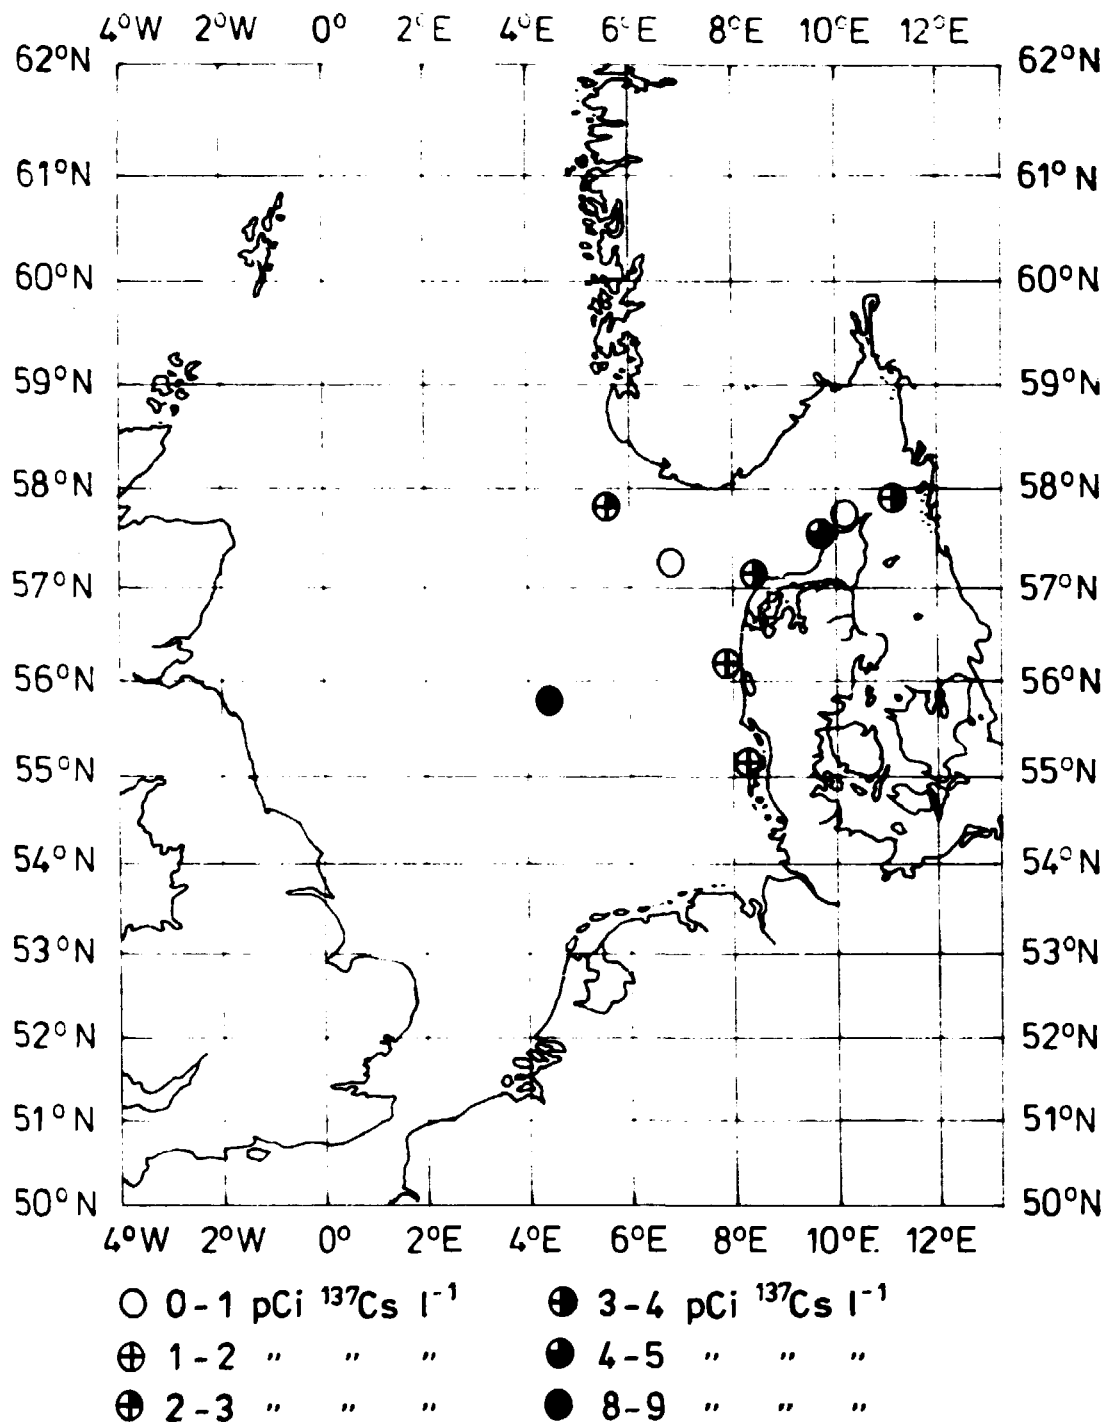 4°W 2°W 0° 2°E 4°E 6°E 8°E 10°E 12°E
62°N 62°N
61°N 61°N
60°N 60°N
59°N 59°N
58°N 58°N
57°N 57°N
56°N 56°N
55°N 55°N
54°N 54°N
53°N 53°N
52°N 52°N
51°N 51°N
50°N 50°N
4°W 2°W 0° 2°E 4°E 6°E 8°E 10°E 12°E
0-1 pCi ¹³⁷Cs l⁻¹ 3-4 pCi ¹³⁷Cs l⁻¹
1-2 " " " 4-5 " " "
2-3 " " " 8-9 " " "